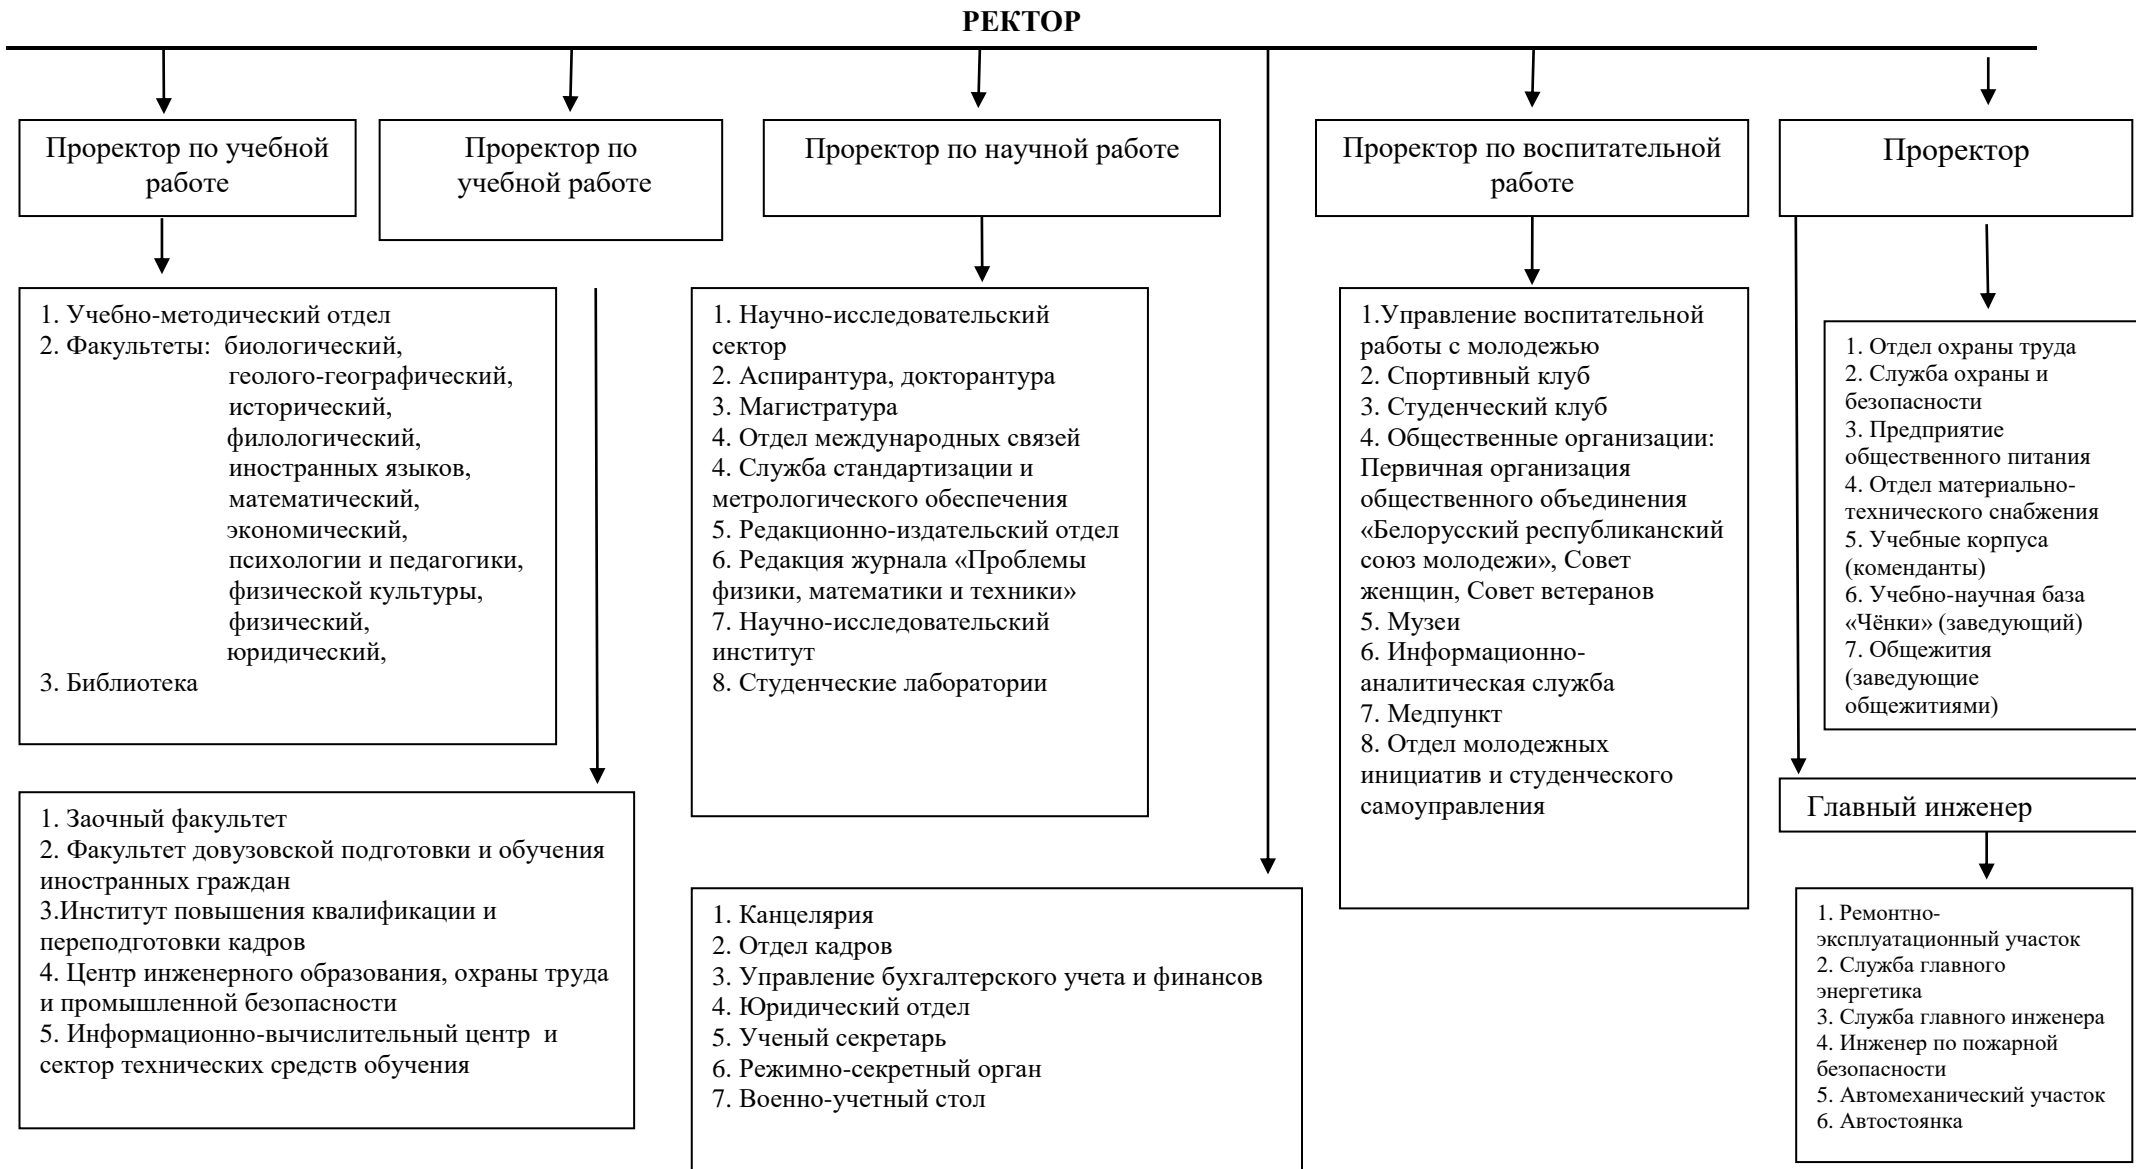 РЕКТОР
Проректор по учебной
работе
Проректор по
учебной работе
Проректор по научной работе
Проректор по воспитательной
работе
Проректор
1. Учебно-методический отдел
2. Факультеты: биологический,
геолого-географический,
исторический,
филологический,
иностранных языков,
математический,
экономический,
психологии и педагогики,
физической культуры,
физический,
юридический,
3. Библиотека
1. Научно-исследовательский
сектор
2. Аспирантура, докторантура
3. Магистратура
4. Отдел международных связей
4. Служба стандартизации и
метрологического обеспечения
5. Редакционно-издательский отдел
6. Редакция журнала «Проблемы
физики, математики и техники»
7. Научно-исследовательский
институт
8. Студенческие лаборатории
1.Управление воспитательной
работы с молодежью
2. Спортивный клуб
3. Студенческий клуб
4. Общественные организации:
Первичная организация
общественного объединения
«Белорусский республиканский
союз молодежи», Совет
женщин, Совет ветеранов
5. Музеи
6. Информационно-
аналитическая служба
7. Медпункт
8. Отдел молодежных
инициатив и студенческого
самоуправления
1. Отдел охраны труда
2. Служба охраны и
безопасности
3. Предприятие
общественного питания
4. Отдел материально-
технического снабжения
5. Учебные корпуса
(коменданты)
6. Учебно-научная база
«Чёнки» (заведующий)
7. Общежития
(заведующие
общежитиями)
1. Заочный факультет
2. Факультет довузовской подготовки и обучения
иностранных граждан
3.Институт повышения квалификации и
переподготовки кадров
4. Центр инженерного образования, охраны труда
и промышленной безопасности
5. Информационно-вычислительный центр и
сектор технических средств обучения
1. Канцелярия
2. Отдел кадров
3. Управление бухгалтерского учета и финансов
4. Юридический отдел
5. Ученый секретарь
6. Режимно-секретный орган
7. Военно-учетный стол
Главный инженер
1. Ремонтно-
эксплуатационный участок
2. Служба главного
энергетика
3. Служба главного инженера
4. Инженер по пожарной
безопасности
5. Автомеханический участок
6. Автостоянка